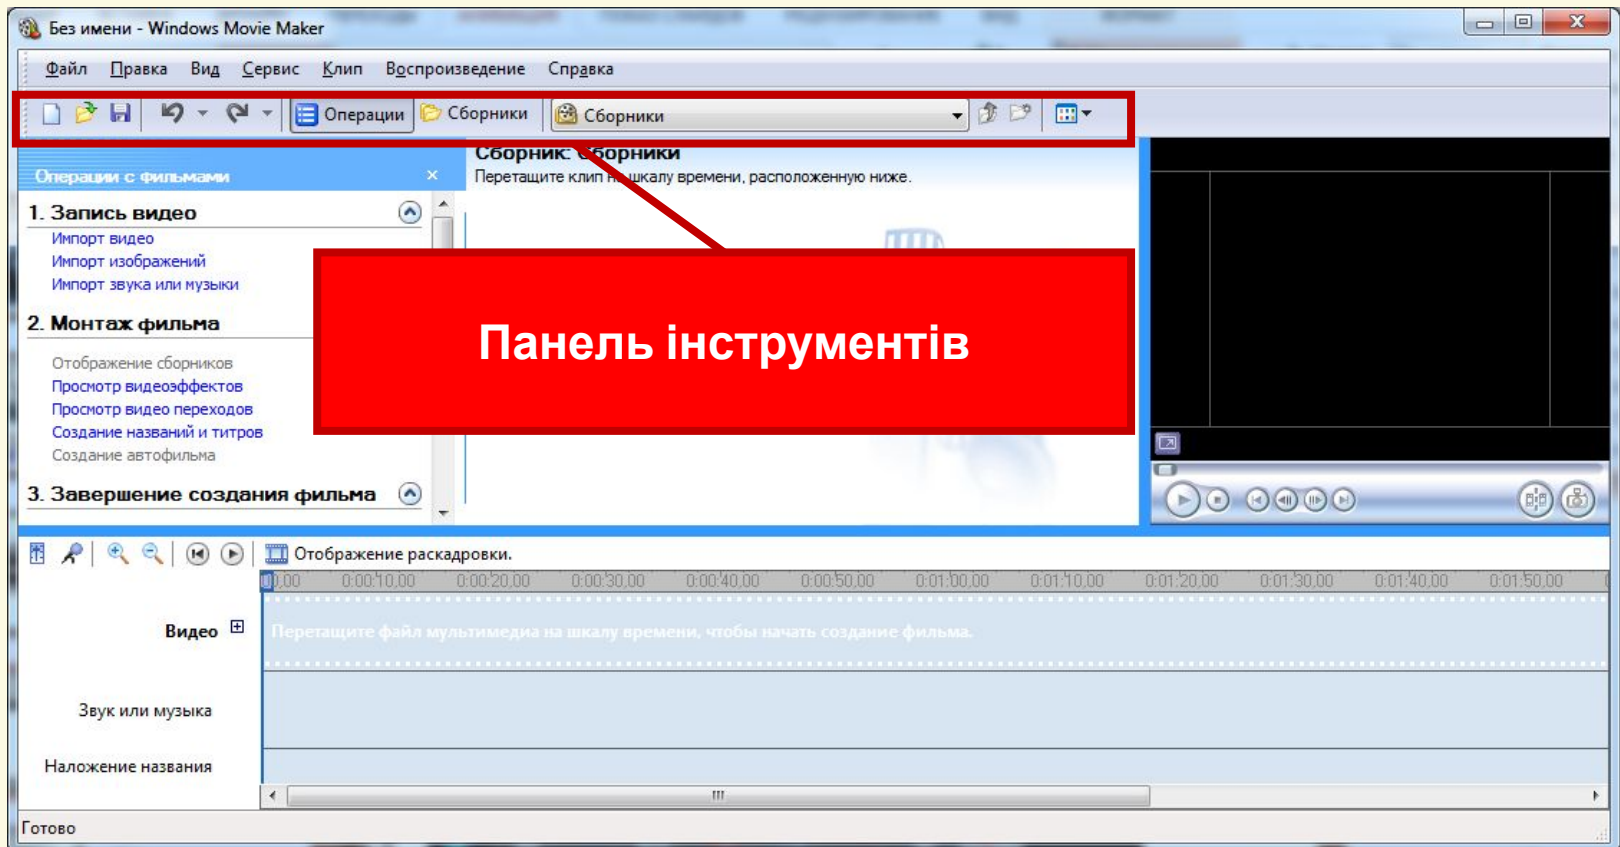 Без имени - Windows Movie Maker
Файл Правка Вид Сервис Клип Воспроизведение Справка
Операции Сборники Сборники
Операции с фильмами
Сборник: Сборники
Перетащите клип на шкалу времени, расположенную ниже.
1. Запись видео
Импорт видео
Импорт изображений
Импорт звука или музыки
2. Монтаж фильма
Отображение сборников
Просмотр видеоэффектов
Просмотр видео переходов
Создание названий и титров
Создание автофильма
3. Завершение создания фильма
Панель інструментів
Отображение раскадровки.
0:00:10,00 0:00:20,00 0:00:30,00 0:00:40,00 0:00:50,00 0:01:00,00 0:01:10,00 0:01:20,00 0:01:30,00 0:01:40,00 0:01:50,00
Видео
Перетащите файл мультимедиа на шкалу времени, чтобы начать создание фильма.
Звук или музыка
Наложение названия
Готово